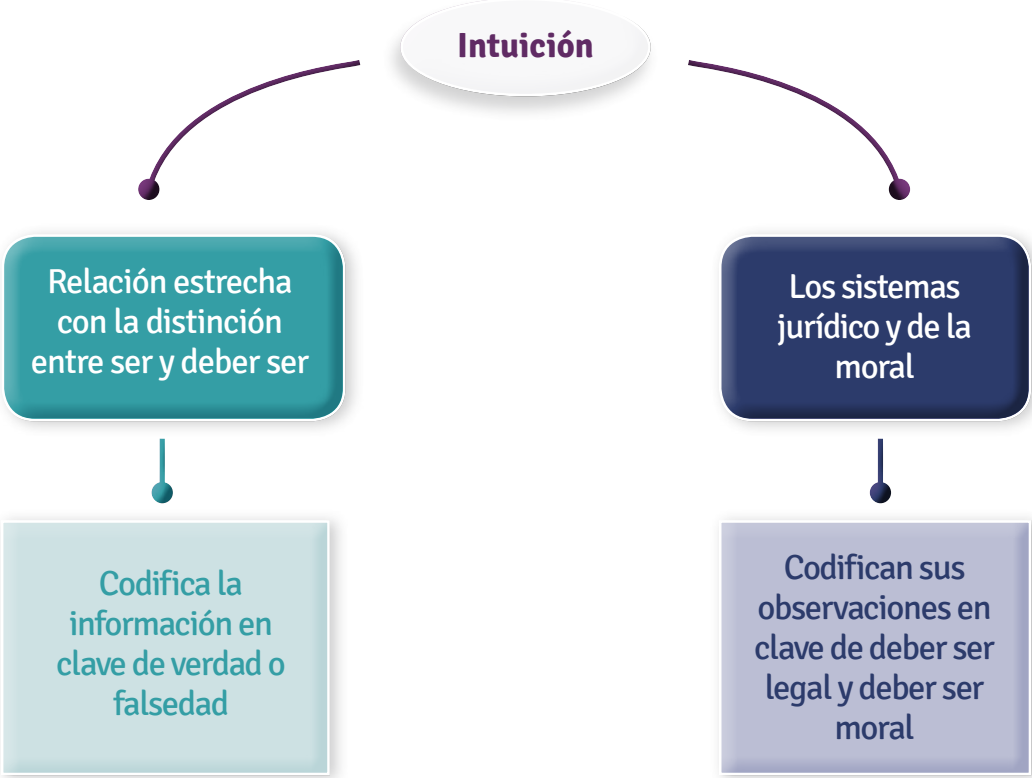 Intuición
Relación estrecha
con la distinción
entre ser y deber ser
Codifica la
información en
clave de verdad o
falsedad
Los sistemas
jurídico y de la
moral
Codifican sus
observaciones en
clave de deber ser
legal y deber ser
moral